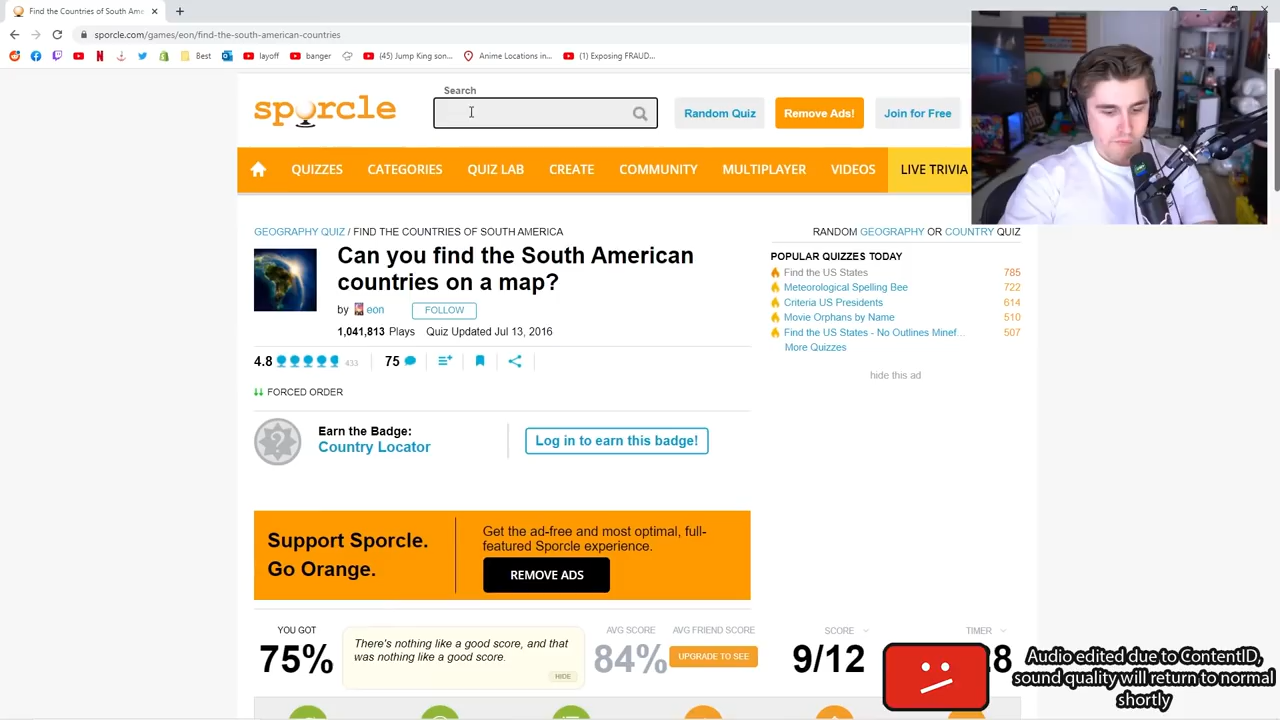 Find the Countries of South Ame
sporcle.com/games/eon/find-the-south-american-countries
Best
layoff
banger
(45) Jump King son...
Anime Locations in...
(1) Exposing FRAUD...
sporcle
Search
Random Quiz
Remove Ads!
Join for Free
QUIZZES
CATEGORIES
QUIZ LAB
CREATE
COMMUNITY
MULTIPLAYER
VIDEOS
LIVE TRIVIA
GEOGRAPHY QUIZ / FIND THE COUNTRIES OF SOUTH AMERICA
RANDOM GEOGRAPHY OR COUNTRY QUIZ
Can you find the South American
countries on a map?
by eon
FOLLOW
1,041,813 Plays Quiz Updated Jul 13, 2016
4.8
433
75
FORCED ORDER
POPULAR QUIZZES TODAY
Find the US States 785
Meteorological Spelling Bee 722
Criteria US Presidents 614
Movie Orphans by Name 510
Find the US States - No Outlines Minef... 507
More Quizzes
hide this ad
Earn the Badge:
Country Locator
Log in to earn this badge!
Support Sporcle.
Go Orange.
Get the ad-free and most optimal, full-
featured Sporcle experience.
REMOVE ADS
YOU GOT
75%
There's nothing like a good score, and that
was nothing like a good score.
HIDE
AVG SCORE
84%
AVG FRIEND SCORE
UPGRADE TO SEE
SCORE
9/12
TIMER
8
Audio edited due to ContentID,
sound quality will return to normal
shortly